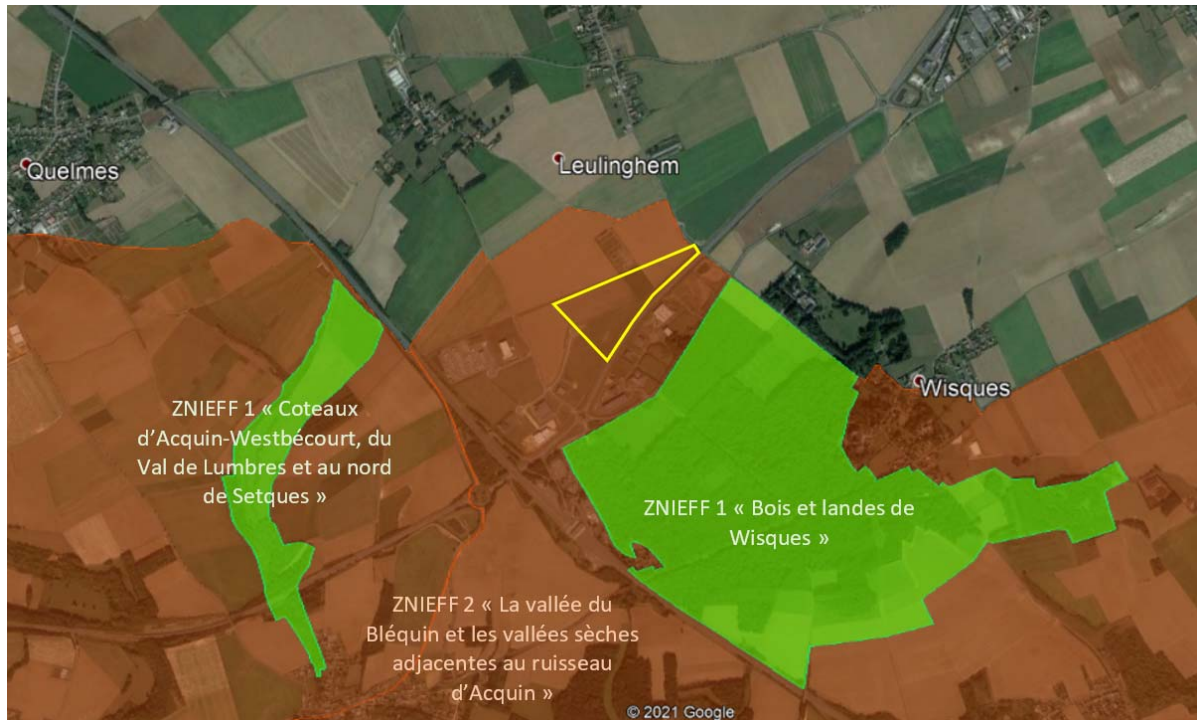 Quelmes
Leulinghem
Wisques
ZNIEFF 1 « Coteaux
d’Acquin-Westbécourt, du
Val de Lumbres et au nord
de Setques »
ZNIEFF 1 « Bois et landes de
Wisques »
ZNIEFF 2 « La vallée du
Bléquin et les vallées sèches
adjacentes au ruisseau
d’Acquin »
© 2021 Google